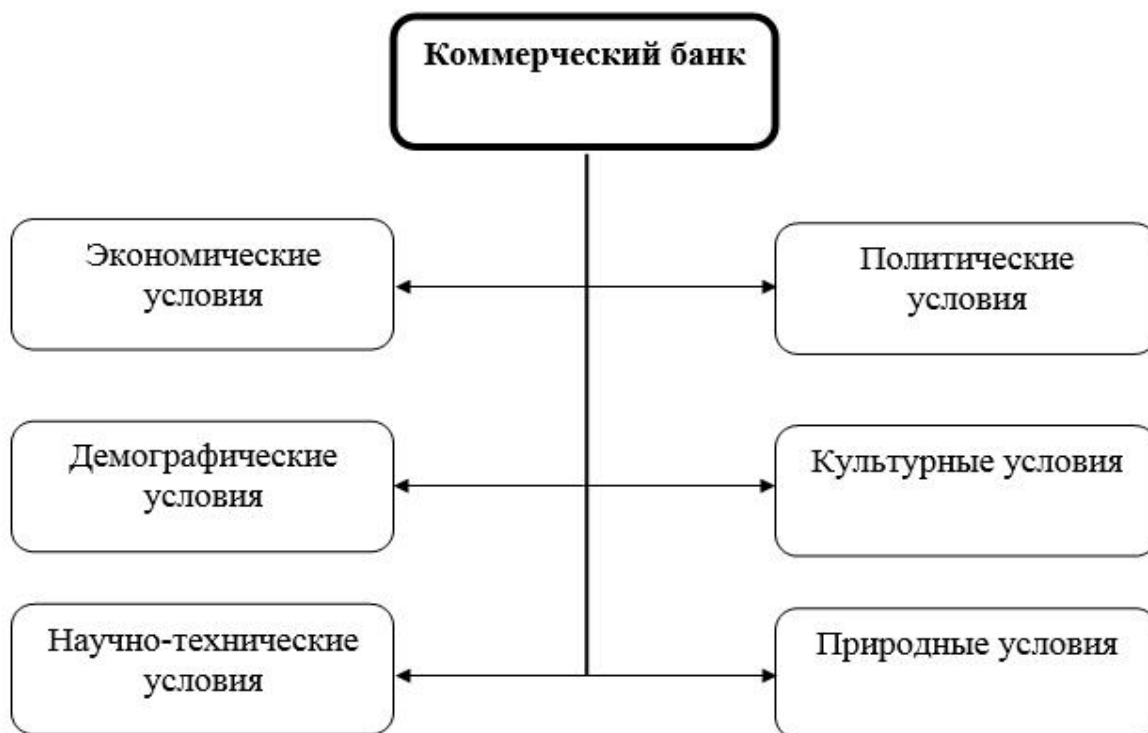 Коммерческий банк
Экономические
условия
Политические
условия
Демографические
условия
Культурные условия
Научно-технические
условия
Природные условия